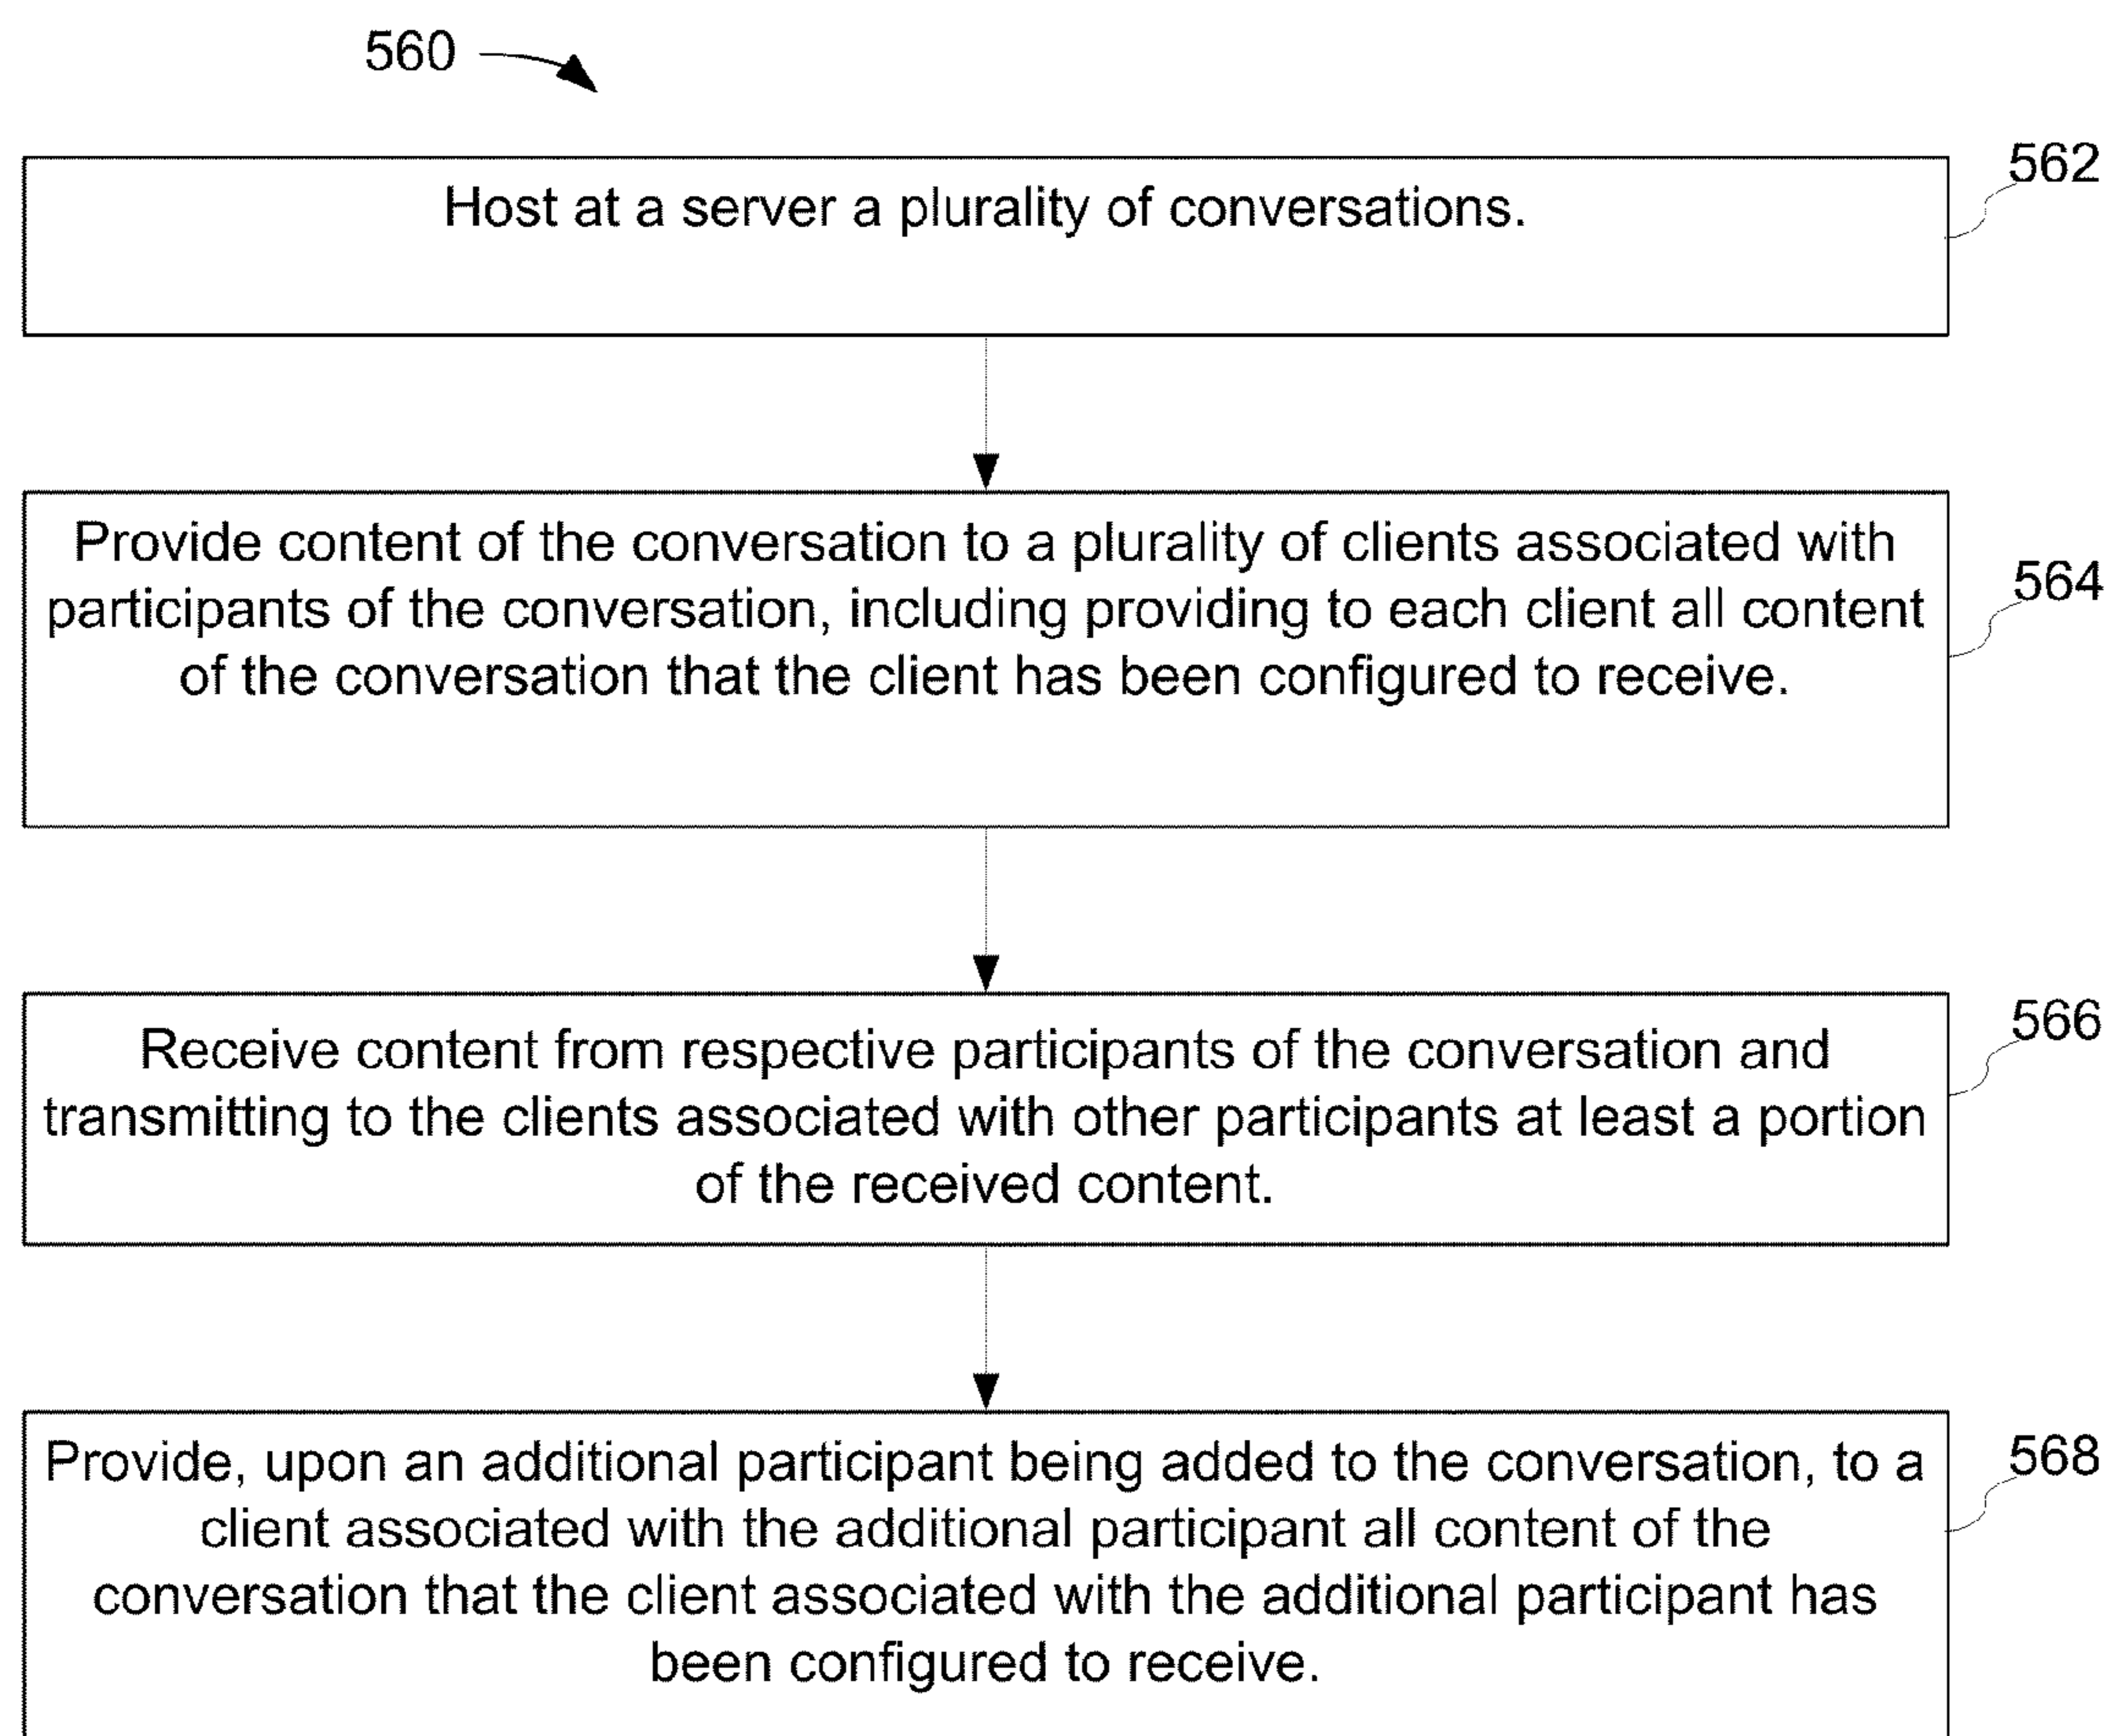 560
Host at a server a plurality of conversations.
562
Provide content of the conversation to a plurality of clients associated with
participants of the conversation, including providing to each client all content
of the conversation that the client has been configured to receive.
564
Receive content from respective participants of the conversation and
transmitting to the clients associated with other participants at least a portion
of the received content.
566
Provide, upon an additional participant being added to the conversation, to a
client associated with the additional participant all content of the
conversation that the client associated with the additional participant has
been configured to receive.
568